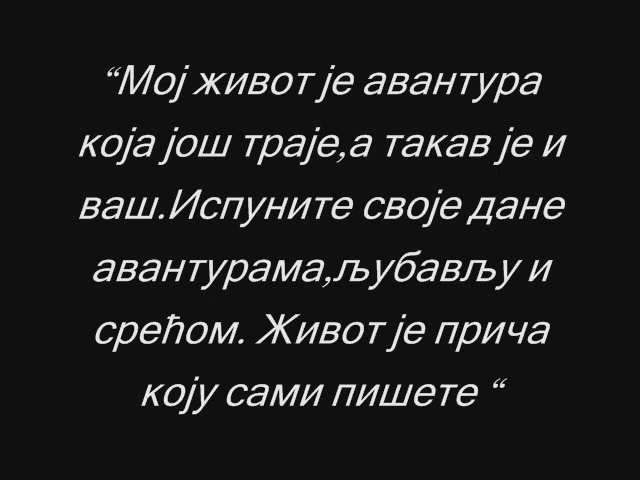 “Мој живот је авантура
која још траје,а такав је и
ваш.Испуните своје дане
авантурама,љубављу и
срећом. Живот је прича
коју сами пишете “